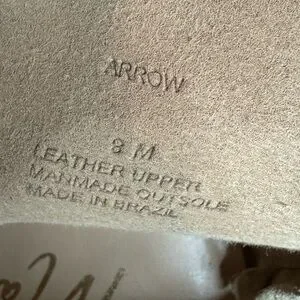 ARROW
8 M
LEATHER UPPER
MANMADE OUTSOLE
MADE IN BRAZIL